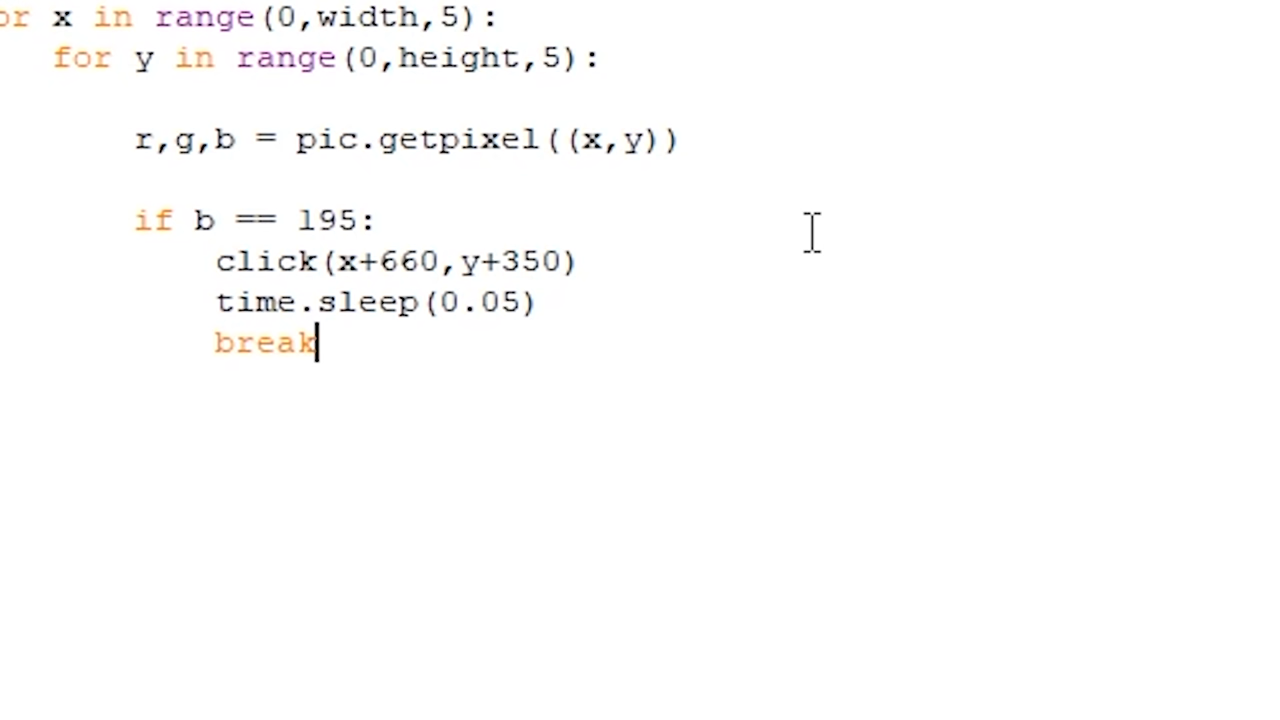 or x in range(0,width,5):
for y in range(0,height,5):
r,g,b = pic.getpixel((x,y))
if b == 195:
click(x+660,y+350)
time.sleep(0.05)
break